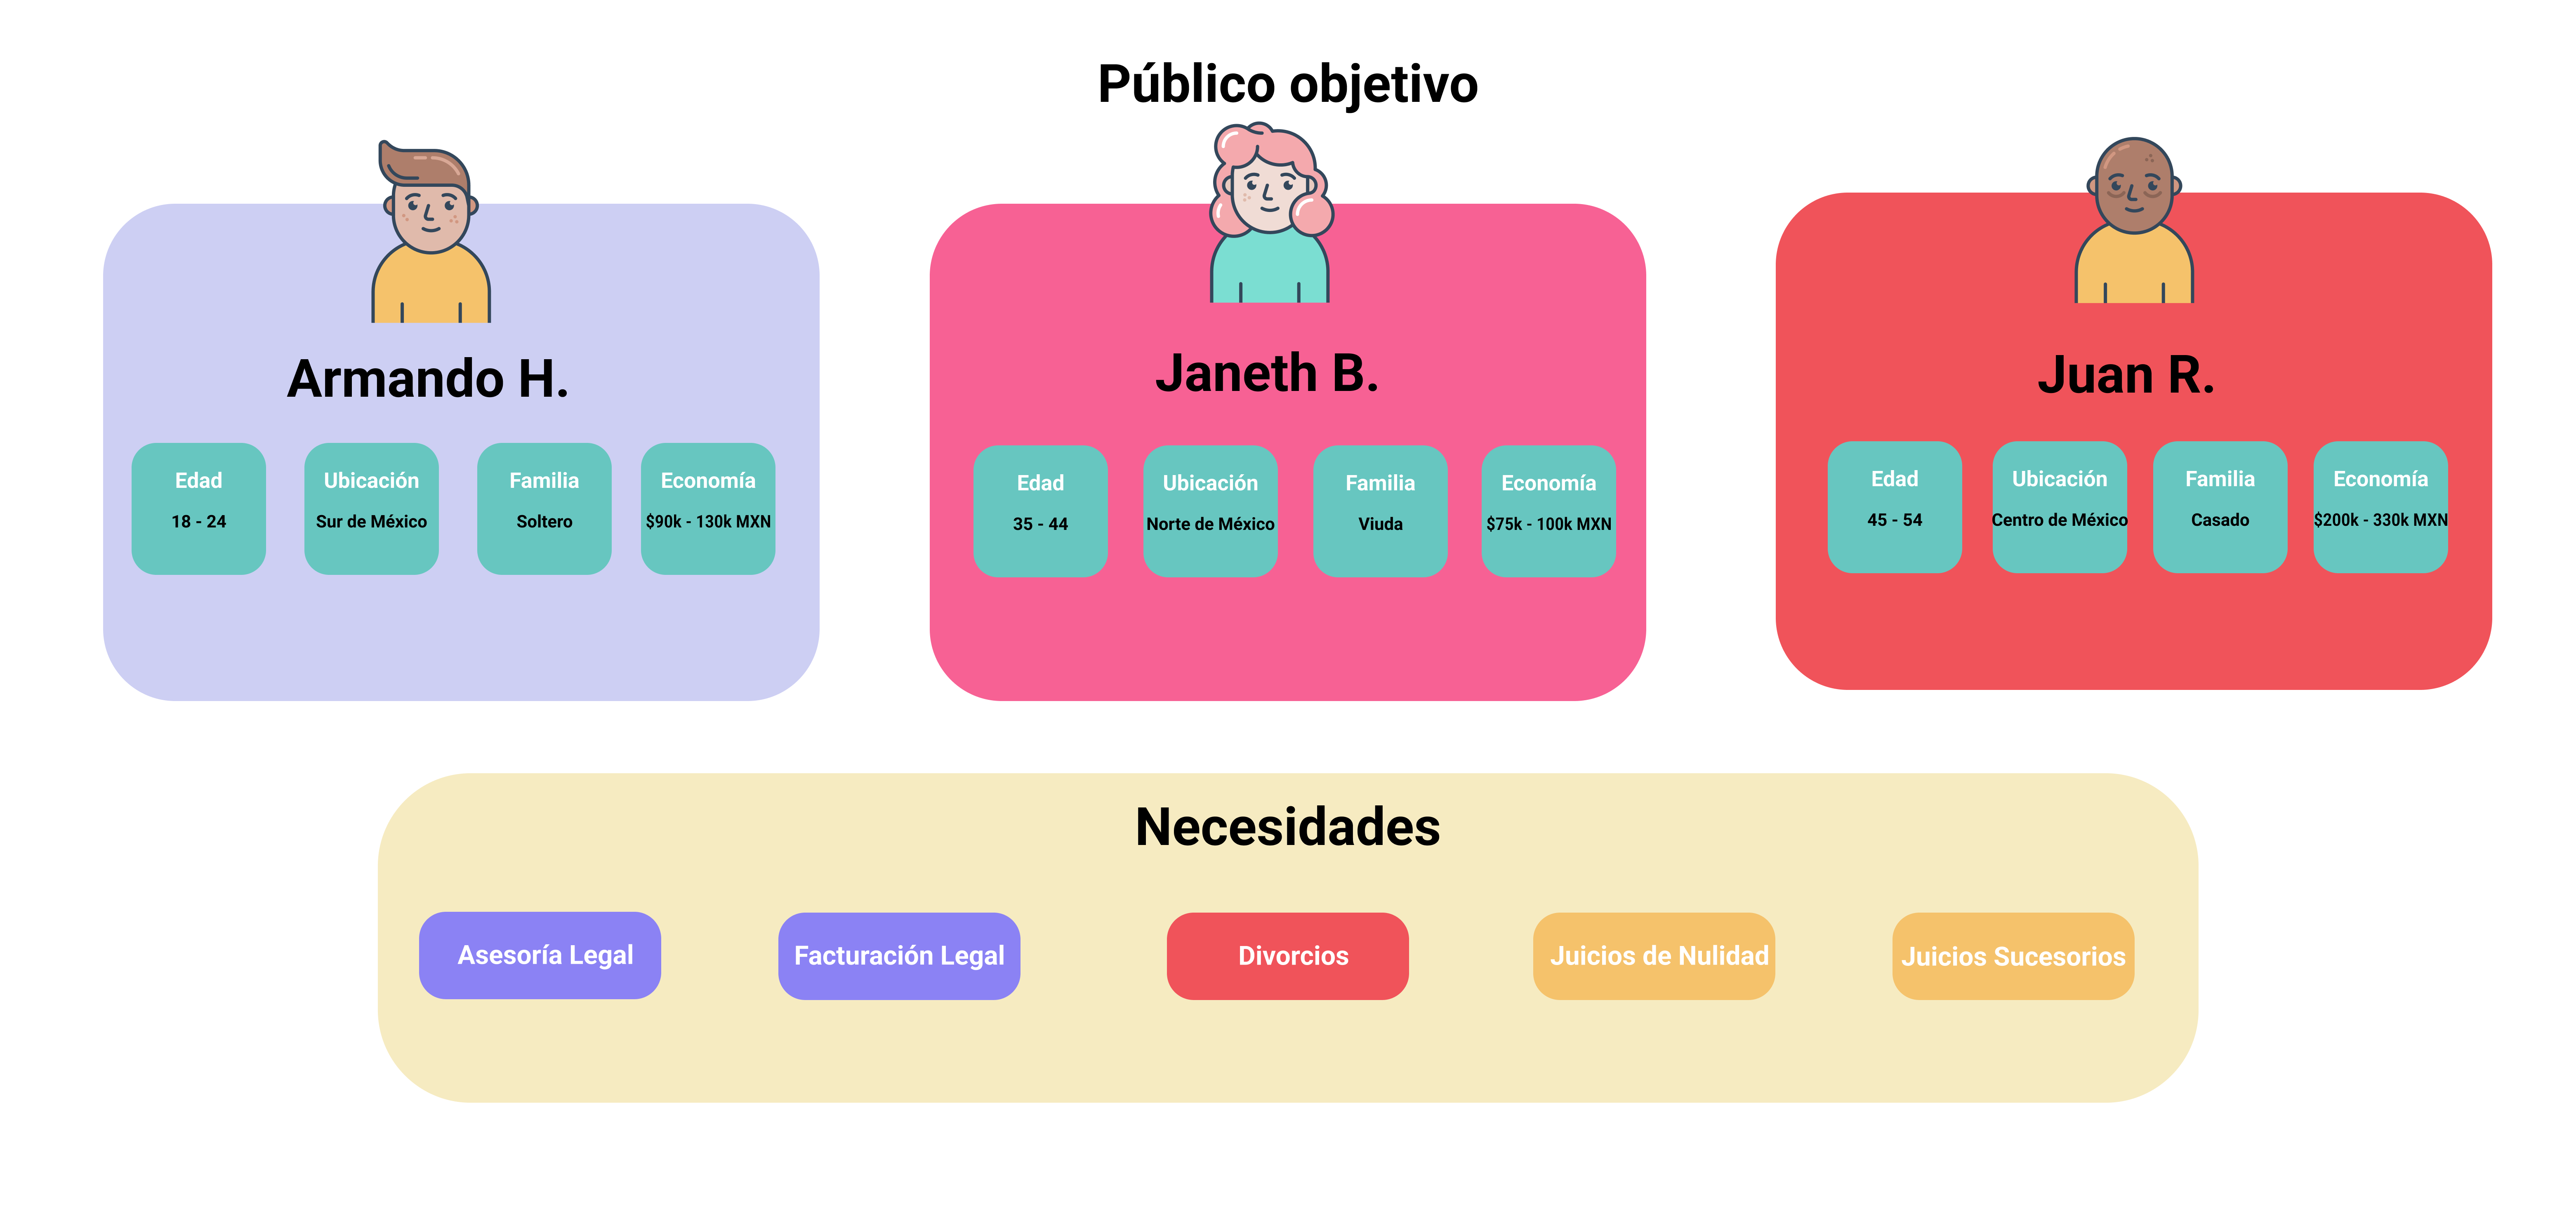 Público objetivo
Armando H.
Edad
18 - 24
Ubicación
Sur de México
Familia
Soltero
Economía
$90k - 130k MXN
Janeth B.
Edad
35 - 44
Ubicación
Norte de México
Familia
Viuda
Economía
$75k - 100k MXN
Juan R.
Edad
45 - 54
Ubicación
Centro de México
Familia
Casado
Economía
$200k - 330k MXN
Necesidades
Asesoría Legal
Facturación Legal
Divorcios
Juicios de Nulidad
Juicios Sucesorios